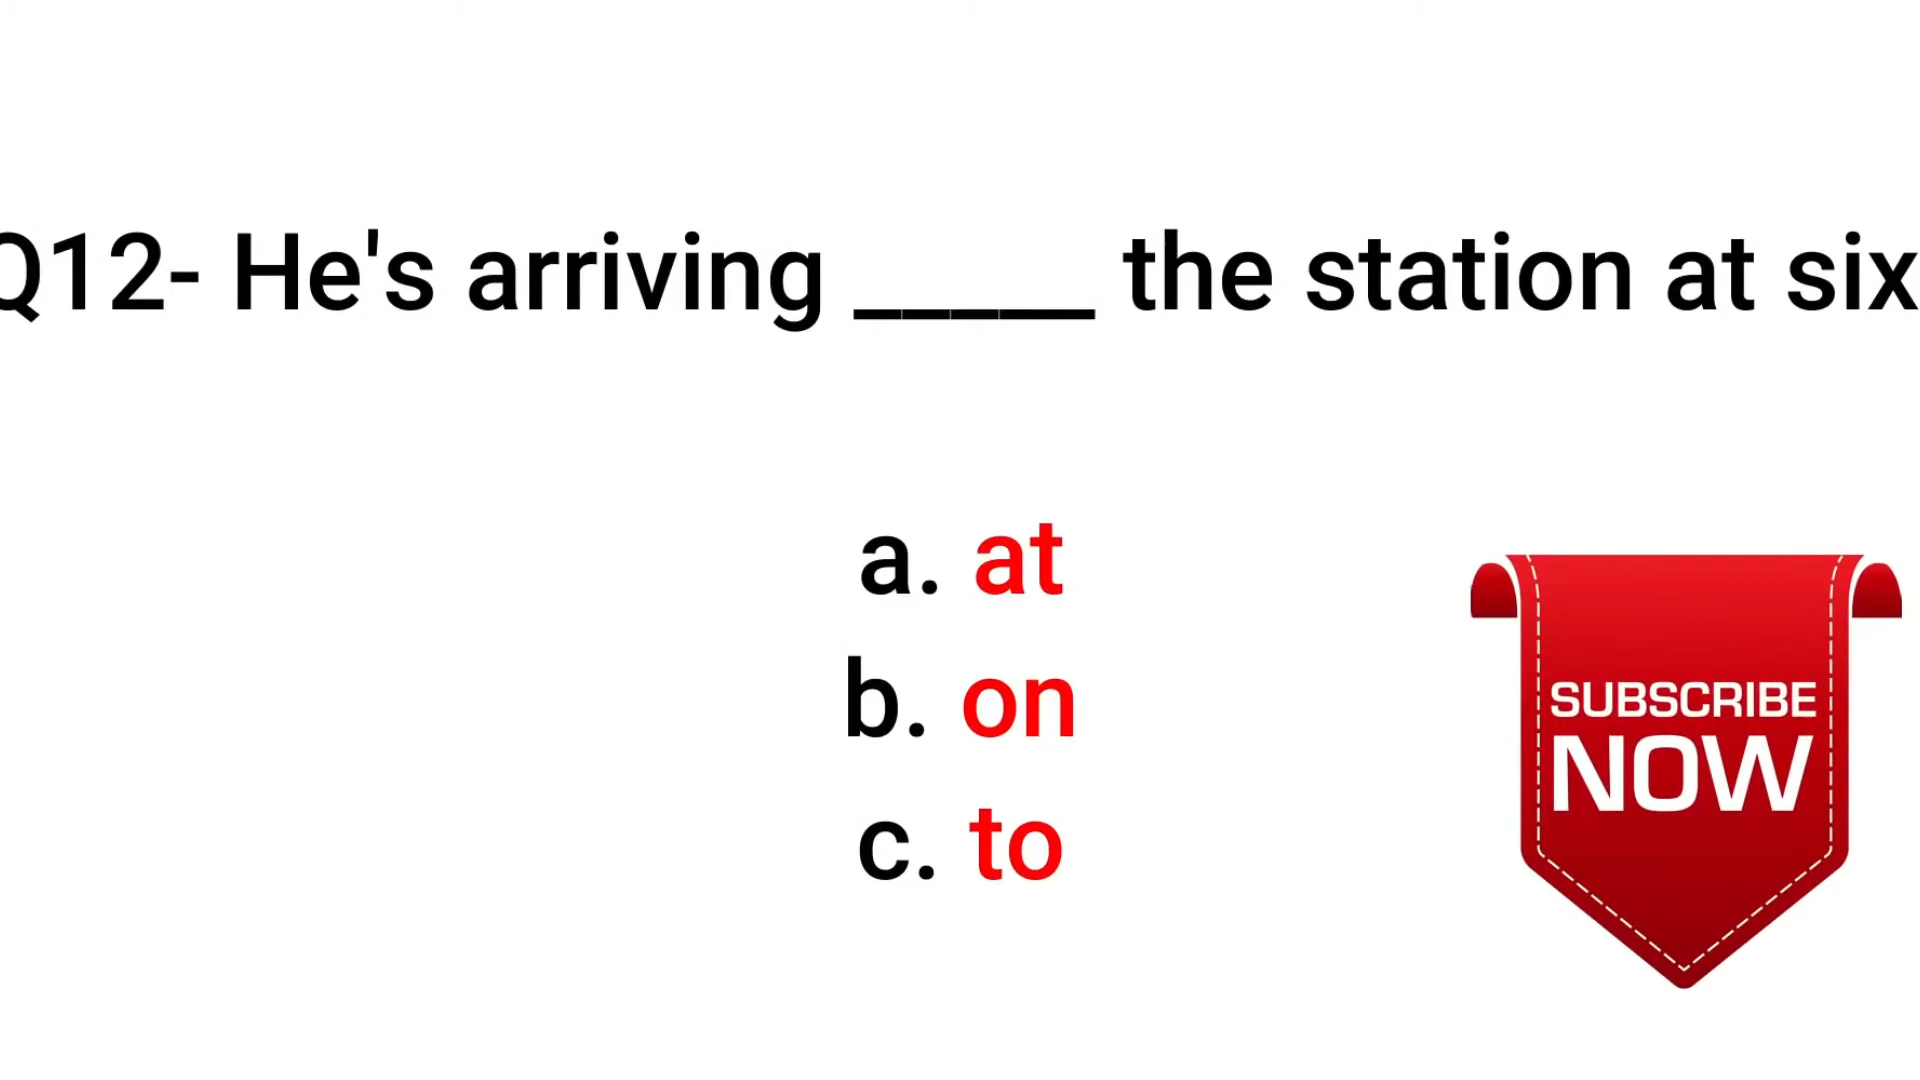 Q12- He's arriving _____ the station at six
a. at
b. on
c. to
SUBSCRIBE
NOW